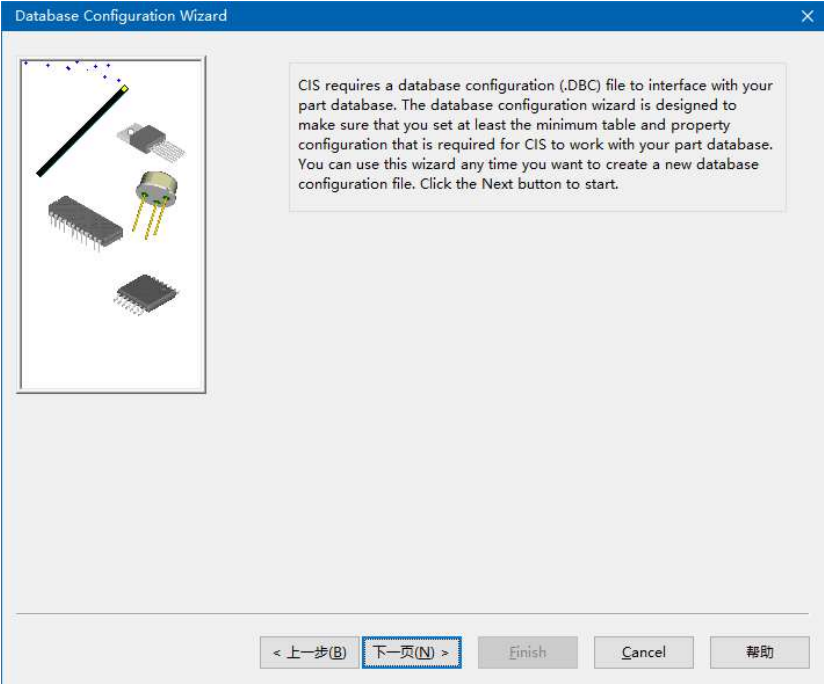 Database Configuration Wizard
CIS requires a database configuration (.DBC) file to interface with your
part database. The database configuration wizard is designed to
make sure that you set at least the minimum table and property
configuration that is required for CIS to work with your part database.
You can use this wizard any time you want to create a new database
configuration file. Click the Next button to start.
< 上一步(B) 下一页(N) > Finish Cancel 帮助